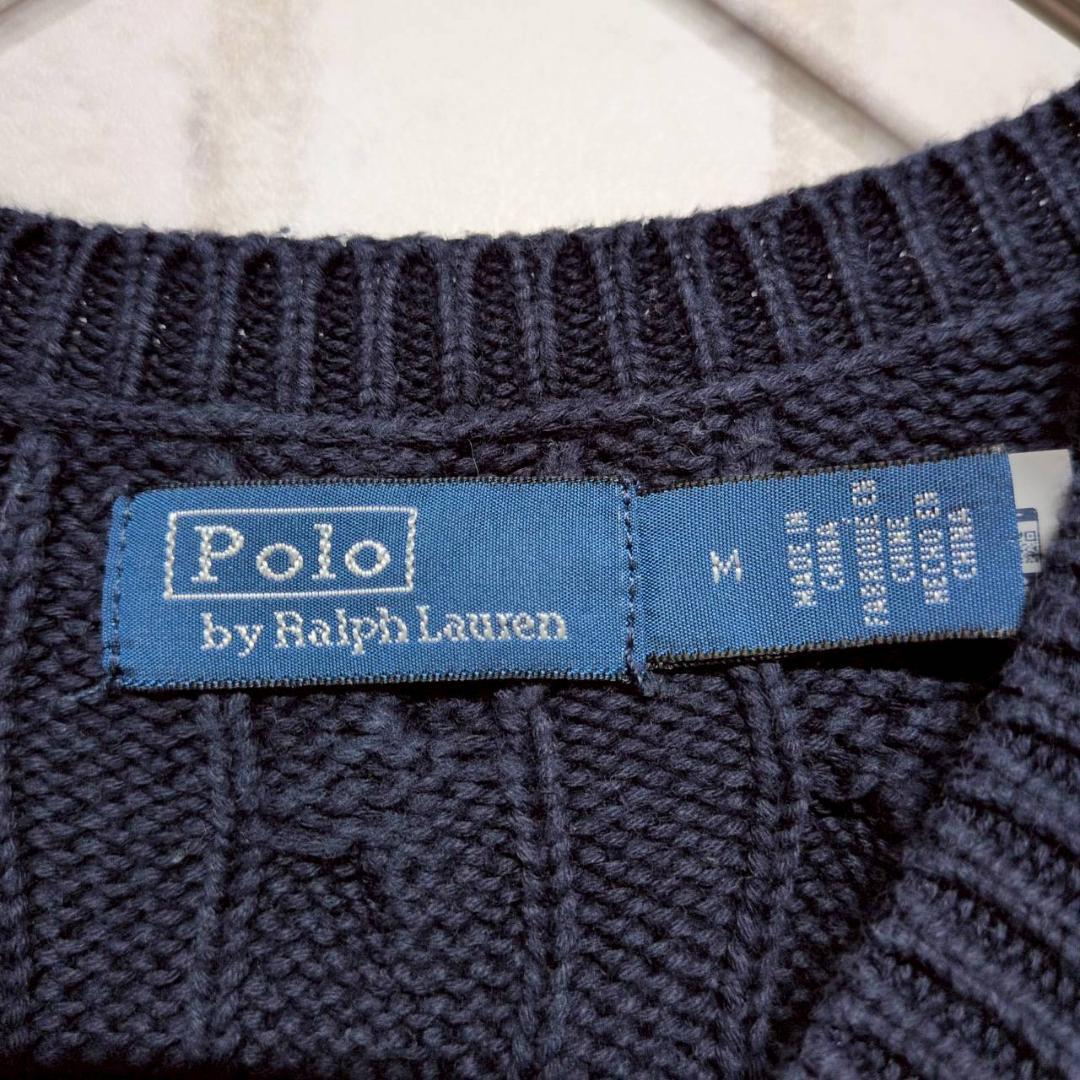 Polo
by Ralph Lauren
M
MADE IN
CHINA
FABRIQUÉ EN
CHINE
HECHO EN
CHINA